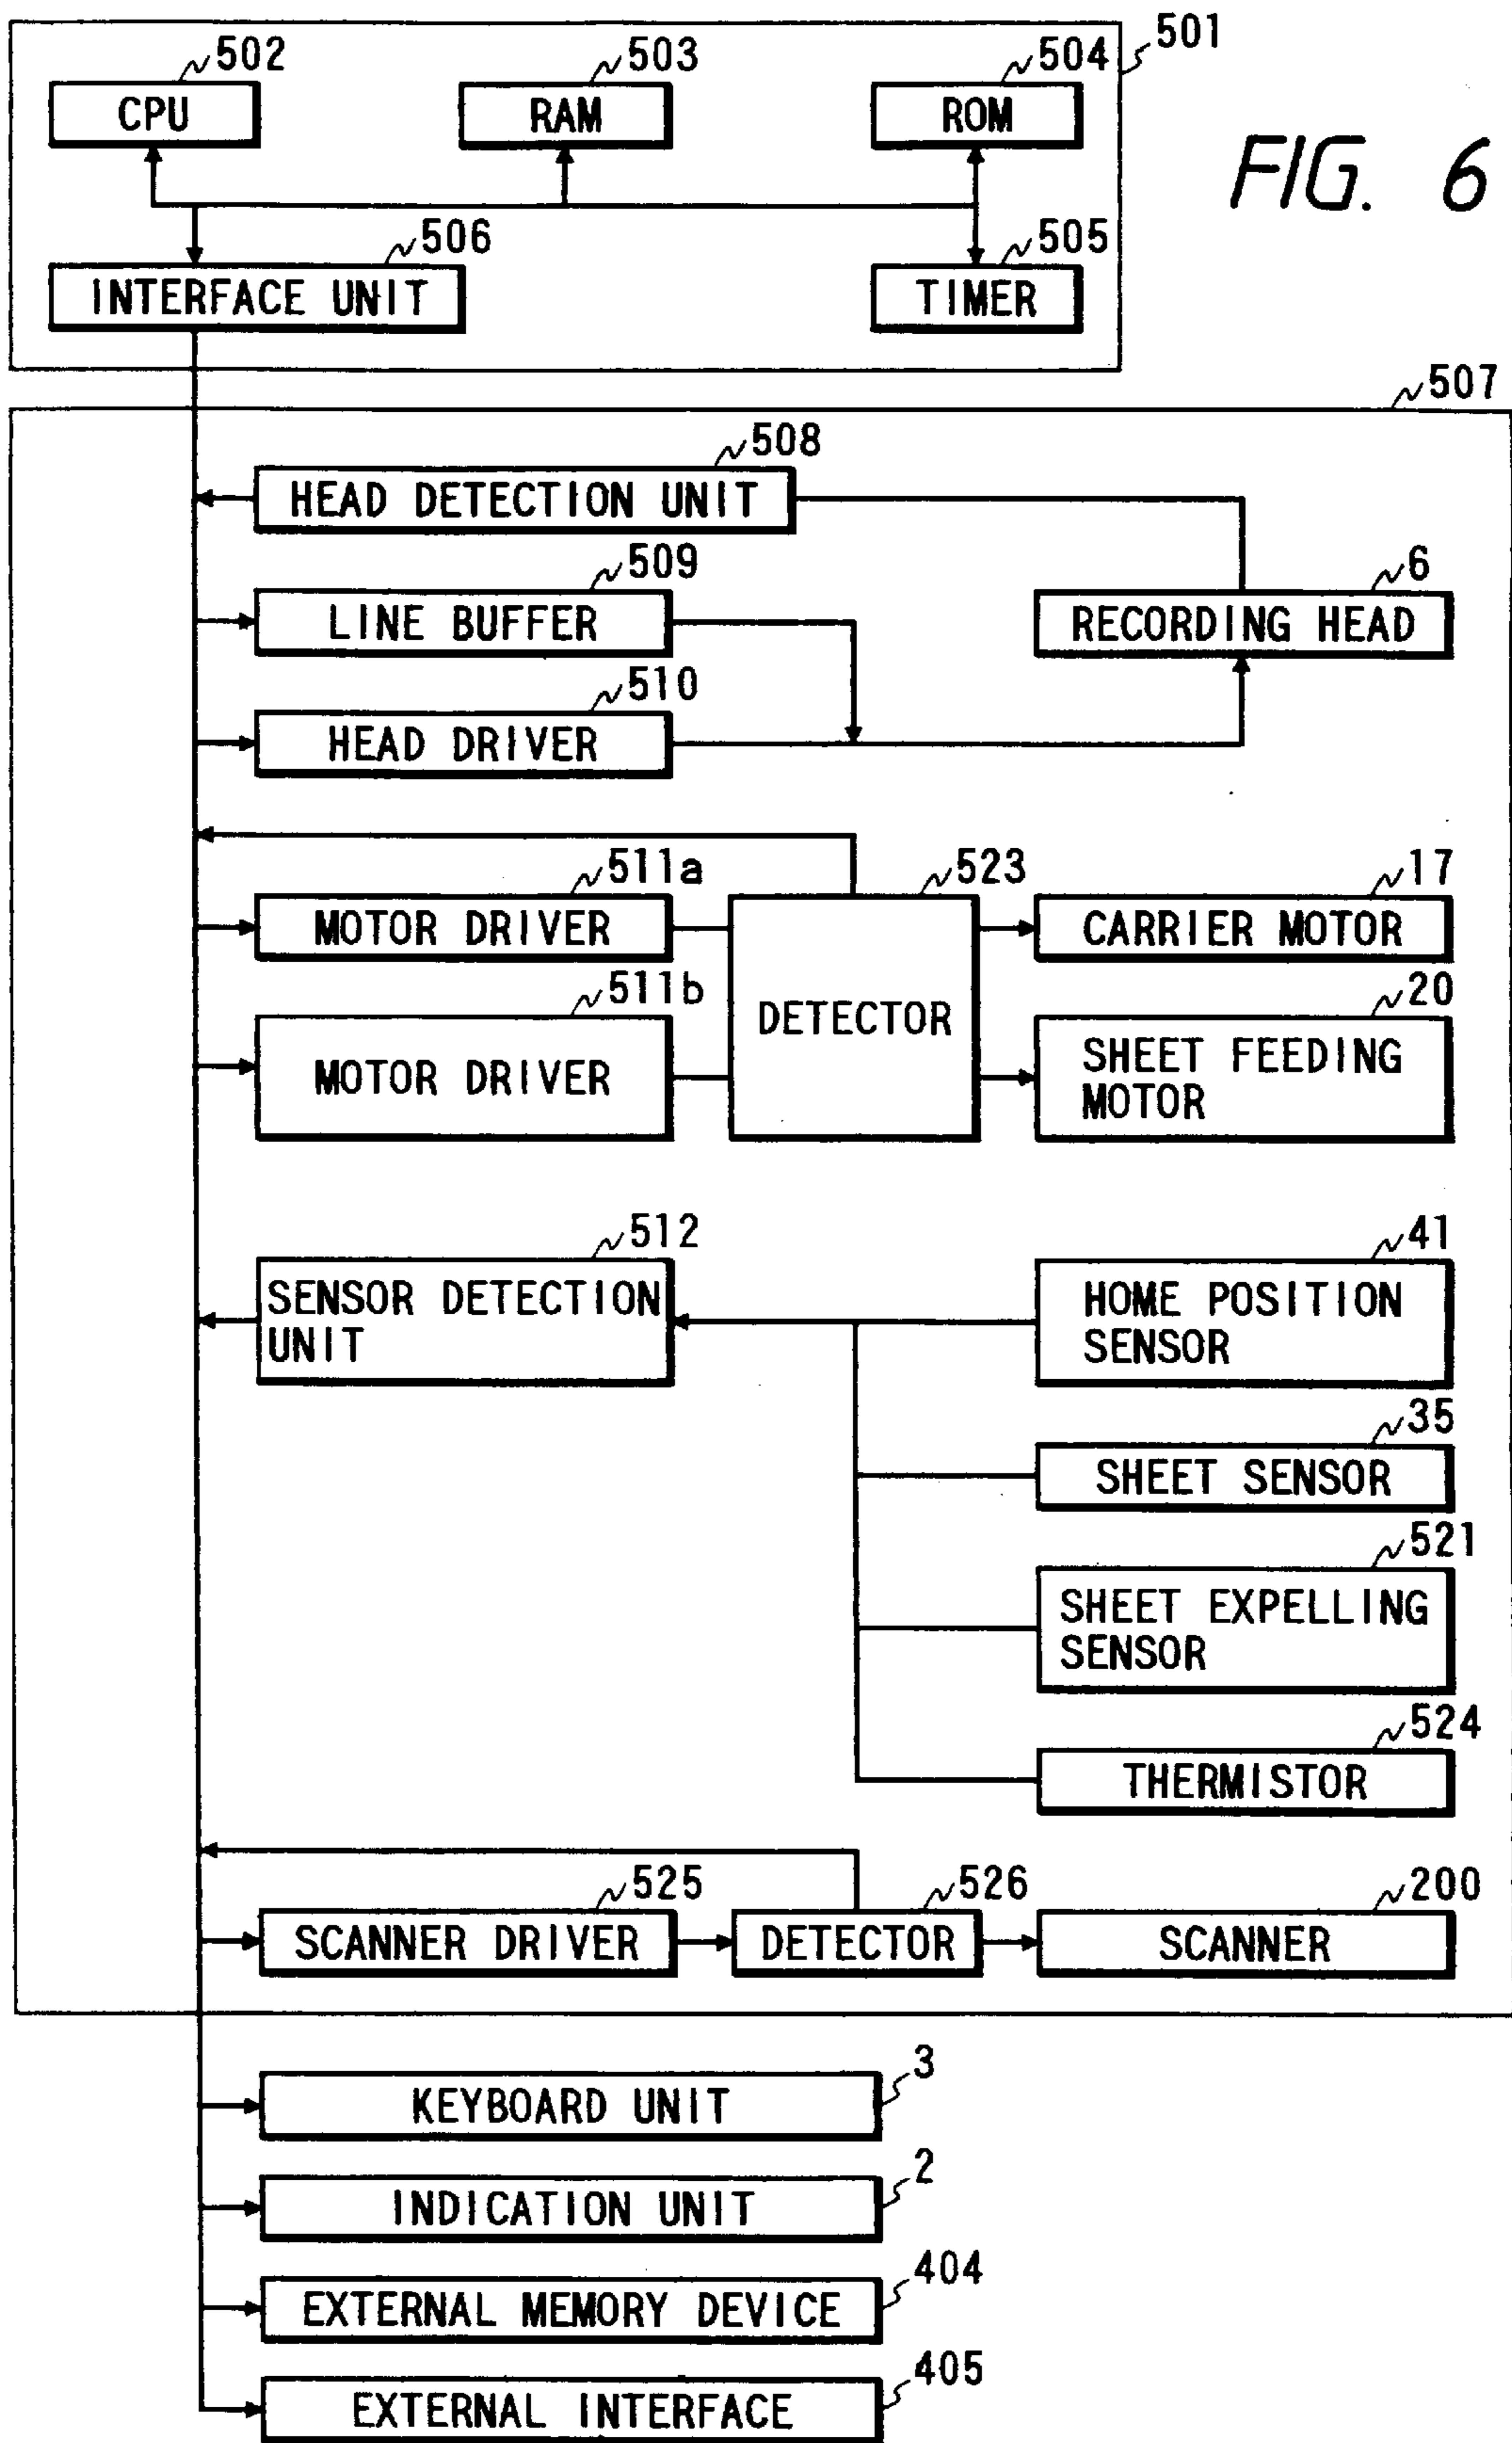 501
502
503
504
CPU
RAM
ROM
FIG. 6
506
505
INTERFACE UNIT
TIMER
507
508
HEAD DETECTION UNIT
509
6
LINE BUFFER
RECORDING HEAD
510
HEAD DRIVER
511a
523
17
MOTOR DRIVER
CARRIER MOTOR
511b
20
MOTOR DRIVER
DETECTOR
SHEET FEEDING
MOTOR
512
41
SENSOR DETECTION
UNIT
HOME POSITION
SENSOR
35
SHEET SENSOR
521
SHEET EXPELLING
SENSOR
524
THERMISTOR
525
526
200
SCANNER DRIVER
DETECTOR
SCANNER
3
KEYBOARD UNIT
2
INDICATION UNIT
404
EXTERNAL MEMORY DEVICE
405
EXTERNAL INTERFACE